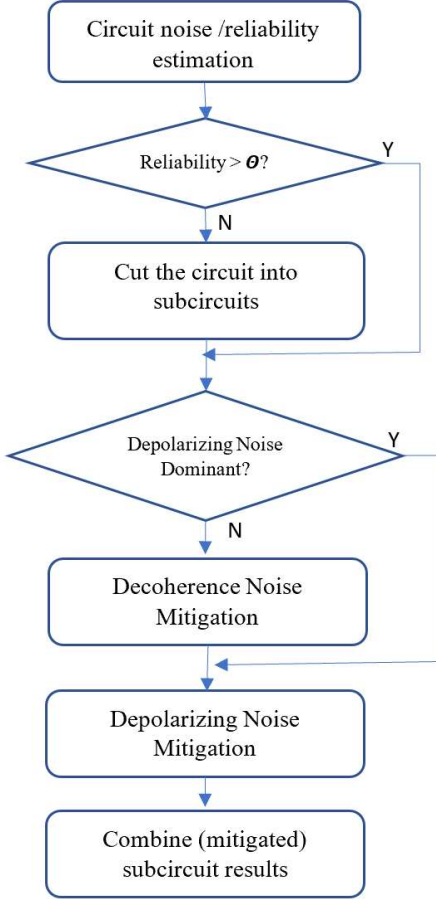 Circuit noise /reliability
estimation
Reliability > Θ?
Y
N
Cut the circuit into
subcircuits
Depolarizing Noise
Dominant?
Y
N
Decoherence Noise
Mitigation
Depolarizing Noise
Mitigation
Combine (mitigated)
subcircuit results